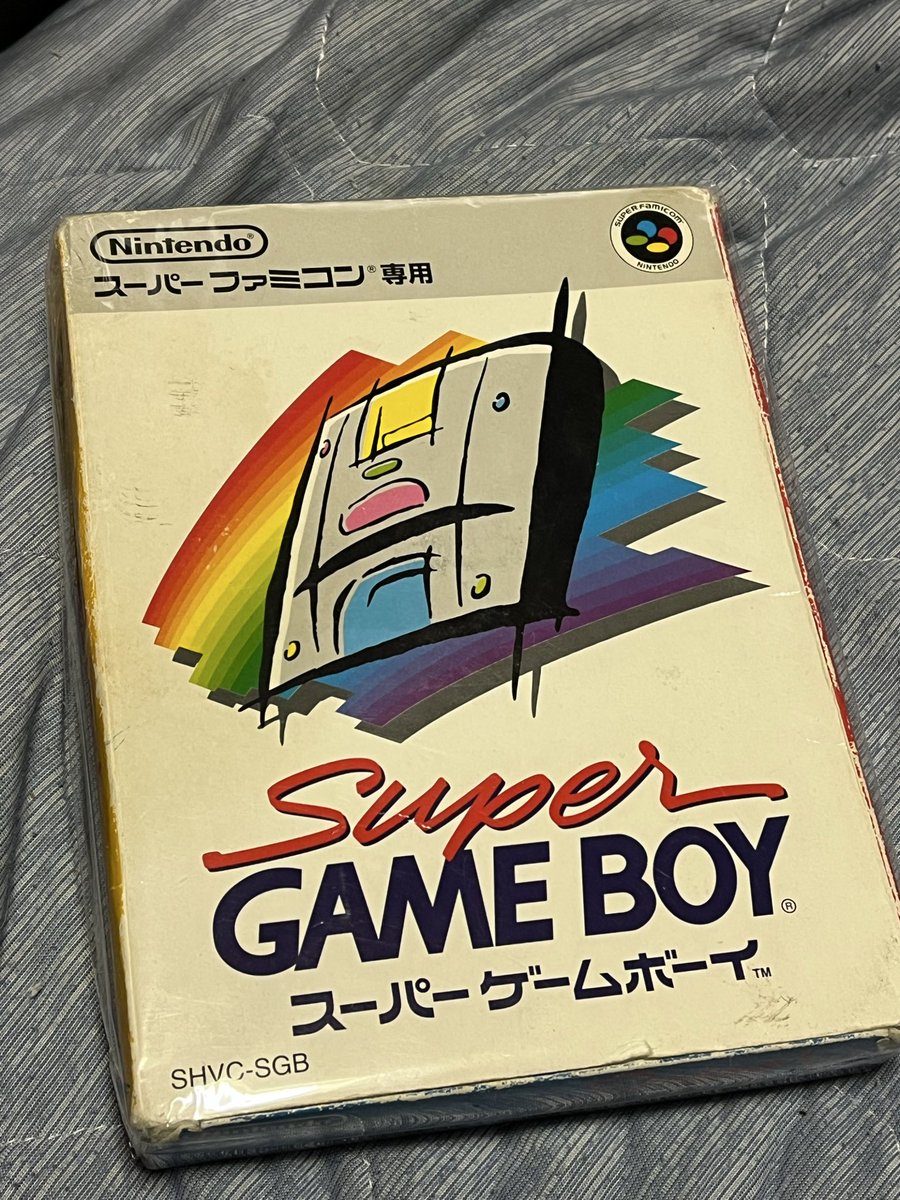 Nintendo®
スーパーファミコン® 専用
SUPER Famicom
NINTENDO
Super
GAME BOY®
スーパーゲームボーイ™
SHVC-SGB